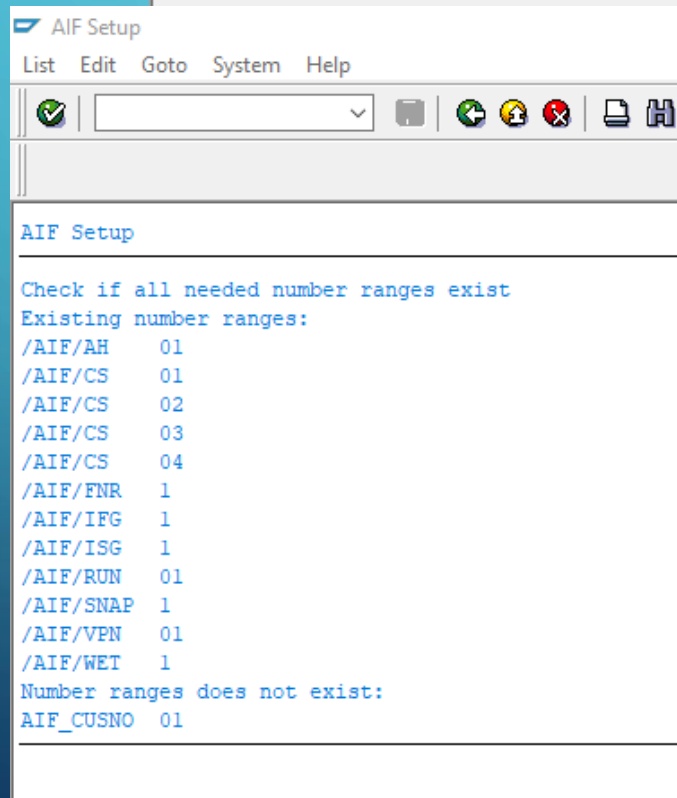 AIF Setup
List Edit Goto System Help
AIF Setup
Check if all needed number ranges exist
Existing number ranges:
/AIF/AH 01
/AIF/CS 01
/AIF/CS 02
/AIF/CS 03
/AIF/CS 04
/AIF/FNR 1
/AIF/IFG 1
/AIF/ISG 1
/AIF/RUN 01
/AIF/SNAP 1
/AIF/VPN 01
/AIF/WET 1
Number ranges does not exist:
AIF_CUSNO 01